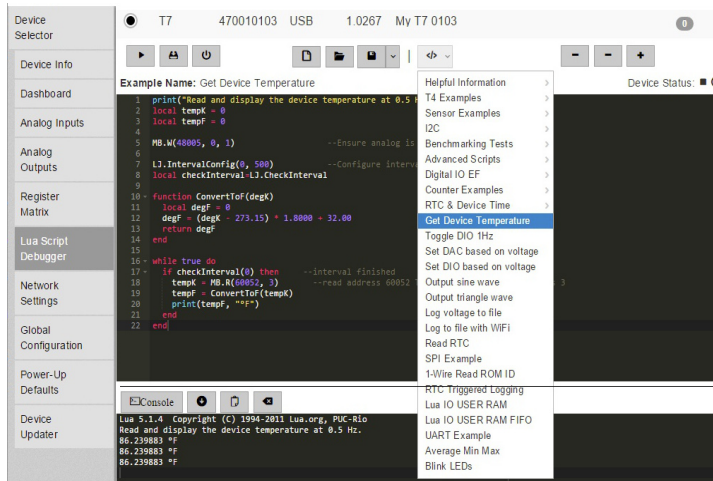 Device
Selector
T7 470010103 USB 1.0267 My T7 0103
0
Device Info
Dashboard
Analog Inputs
Analog
Outputs
Register
Matrix
Lua Script
Debugger
Network
Settings
Global
Configuration
Power-Up
Defaults
Device
Updater
Example Name: Get Device Temperature
Device Status:
1 print("Read and display the device temperature at 0.5
2 local tempK = 0
3 local tempF = 0
4
5 MB.W(48005, 0, 1) --Ensure analog is
6
7 LJ.IntervalConfig(0, 500) --Configure interv
8 local checkInterval=LJ.CheckInterval
9
10 function ConvertToF(degK)
11 local degF = 0
12 degF = (degK - 273.15) * 1.8000 + 32.00
13 return degF
14 end
15
16 while true do
17 if checkInterval(0) then --interval finished
18 tempK = MB.R(60052, 3) --read address 60052 3
19 tempF = ConvertToF(tempK)
20 print(tempF, "°F")
21 end
22 end
</> 
Helpful Information
T4 Examples
Sensor Examples
I2C
Benchmarking Tests
Advanced Scripts
Digital IO EF
Counter Examples
RTC & Device Time
Get Device Temperature
Toggle DIO 1Hz
Set DAC based on voltage
Set DIO based on voltage
Output sine wave
Output triangle wave
Log voltage to file
Log to file with WiFi
Read RTC
SPI Example
1-Wire Read ROM ID
RTC Triggered Logging
Lua IO USER RAM
Lua IO USER RAM FIFO
UART Example
Average Min Max
Blink LEDs
Console
Lua 5.1.4 Copyright (C) 1994-2011 Lua.org, PUC-Rio
Read and display the device temperature at 0.5 Hz.
86.239883 °F
86.239883 °F
86.239883 °F